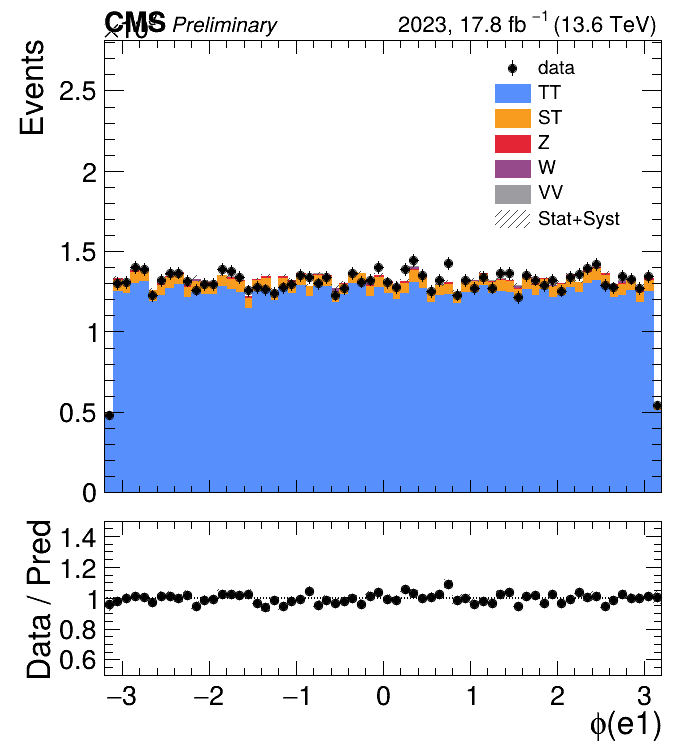 CMS Preliminary 2023, 17.8 fb⁻¹ (13.6 TeV)
Events
2.5
2
1.5
1
0.5
0
data
TT
ST
Z
W
VV
Stat+Syst
Data / Pred
1.4
1.2
1
0.8
0.6
−3 −2 −1 0 1 2 3
ϕ(e1)